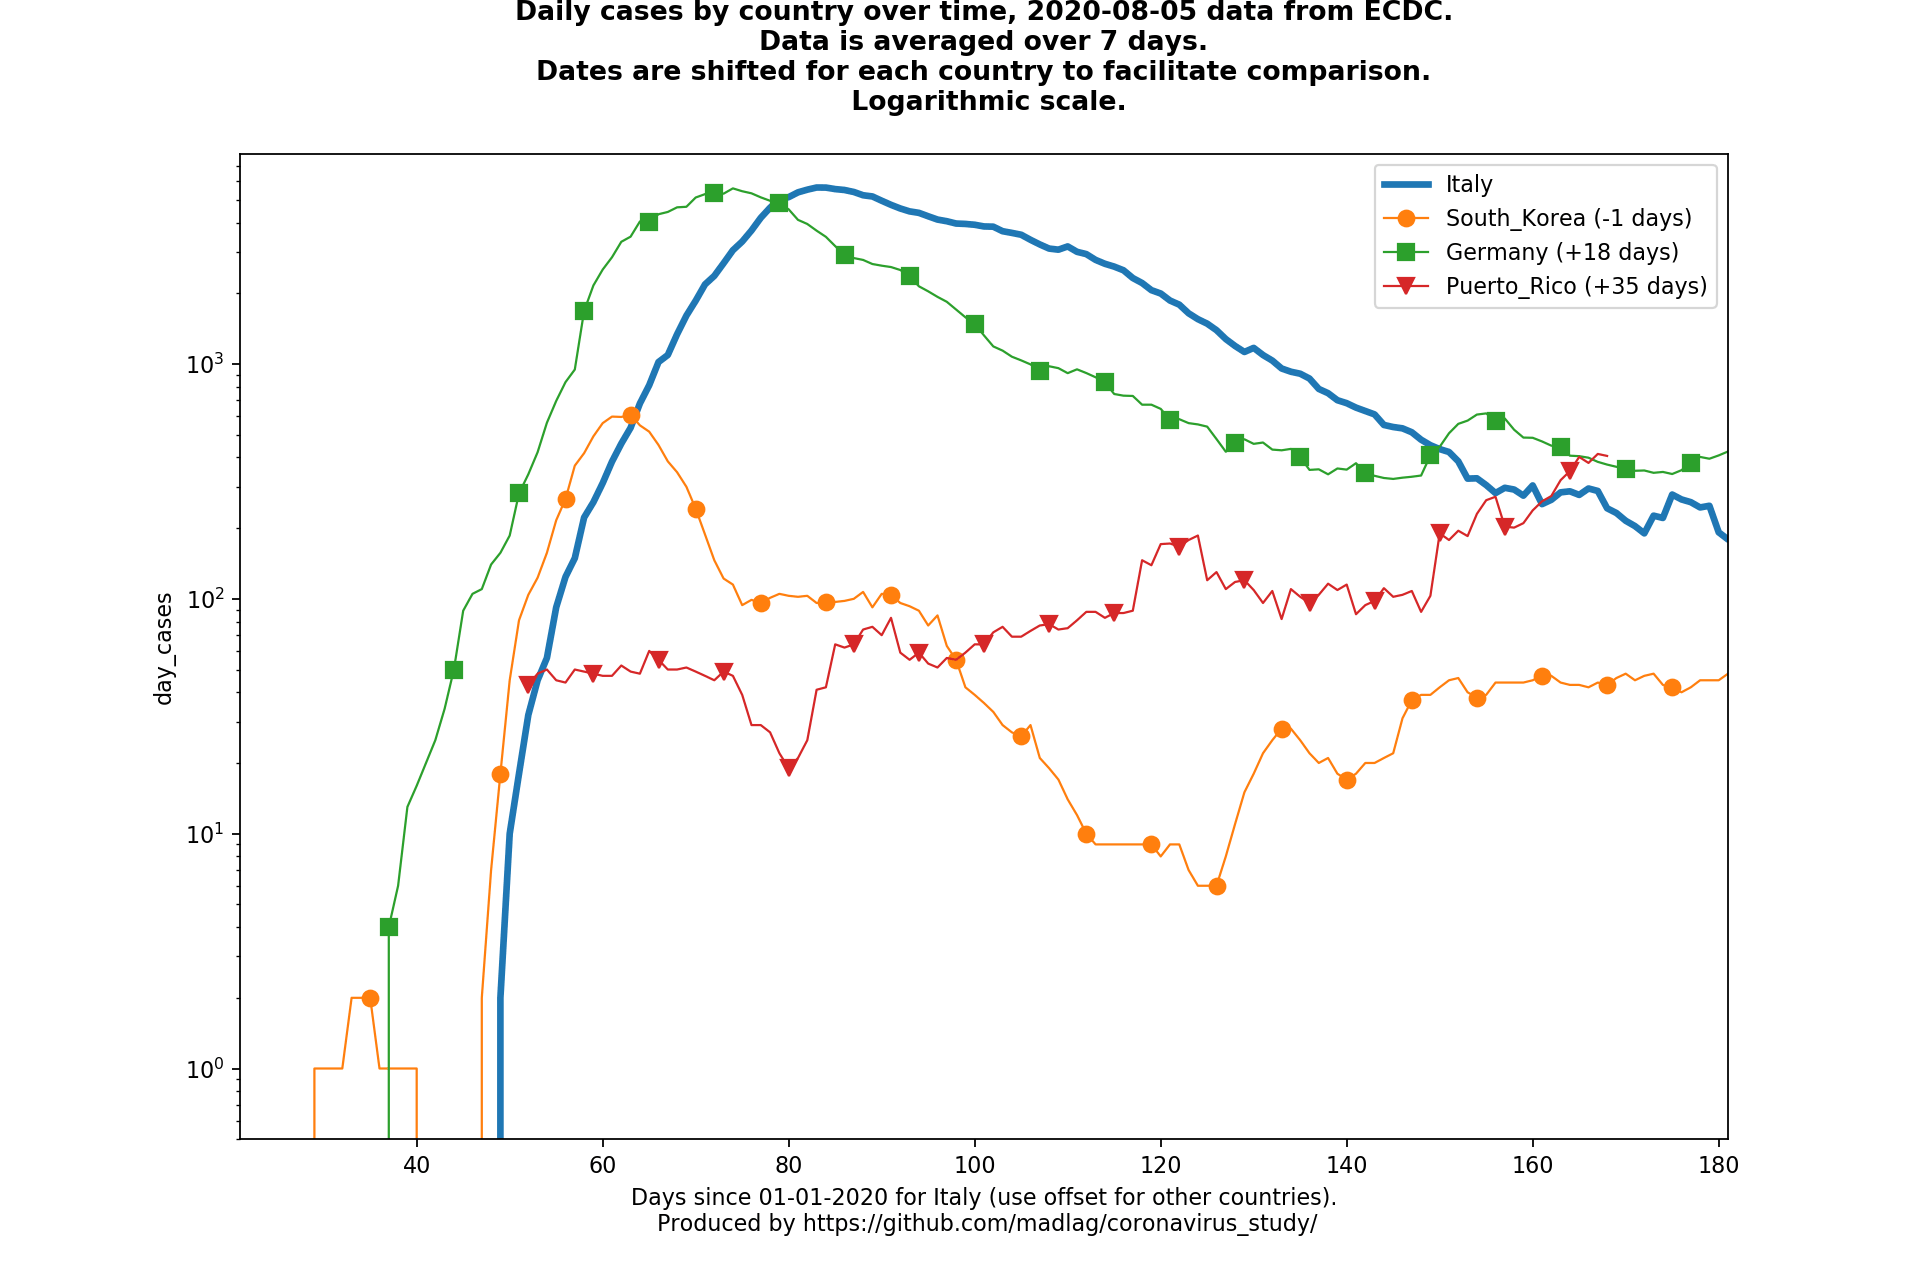 Daily cases by country over time, 2020-08-05 data from ECDC.
Data is averaged over 7 days.
Dates are shifted for each country to facilitate comparison.
Logarithmic scale.
Italy
South_Korea (-1 days)
Germany (+18 days)
Puerto_Rico (+35 days)
day_cases
10³
10²
10¹
10⁰
40 60 80 100 120 140 160 180
Days since 01-01-2020 for Italy (use offset for other countries).
Produced by https://github.com/madlag/coronavirus_study/